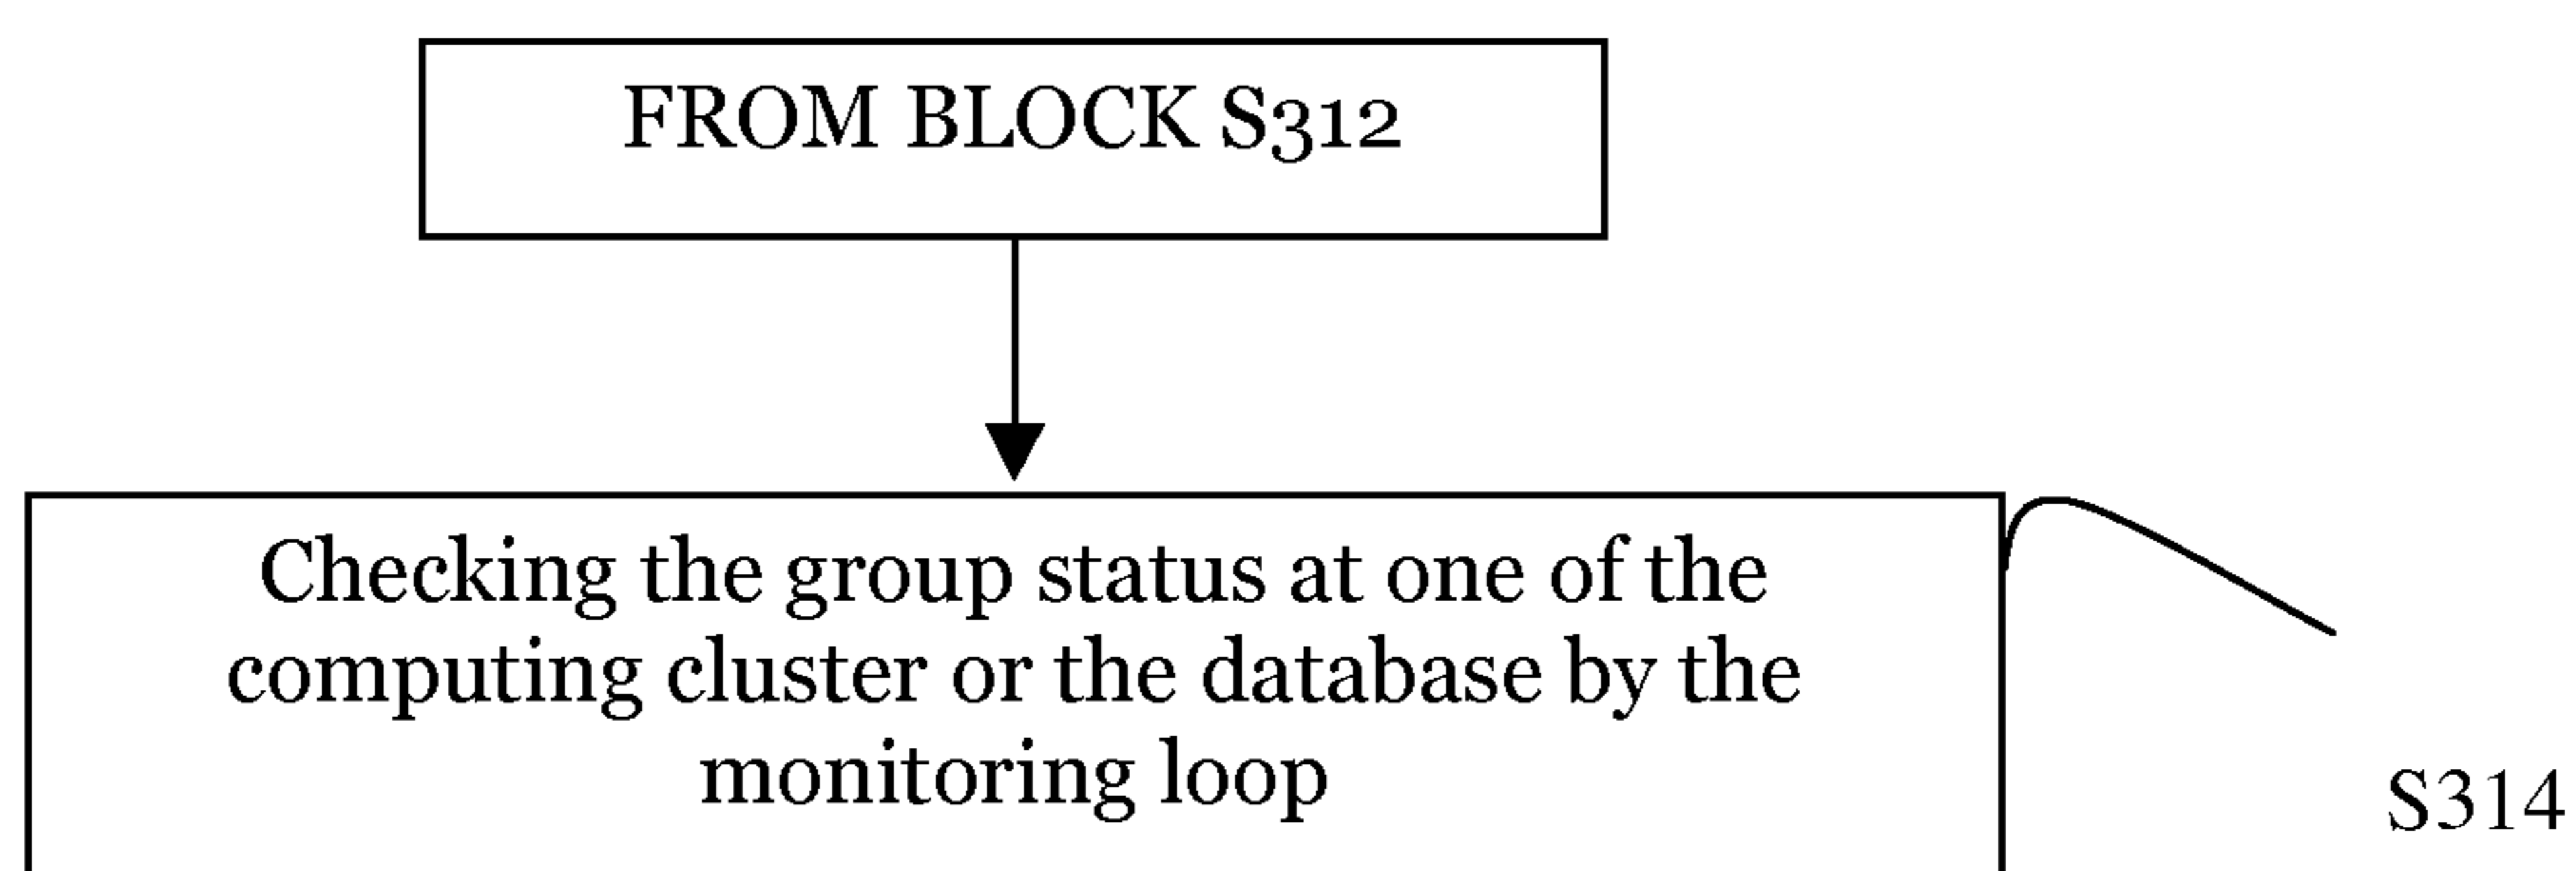 FROM BLOCK S312
Checking the group status at one of the
computing cluster or the database by the
monitoring loop
S314